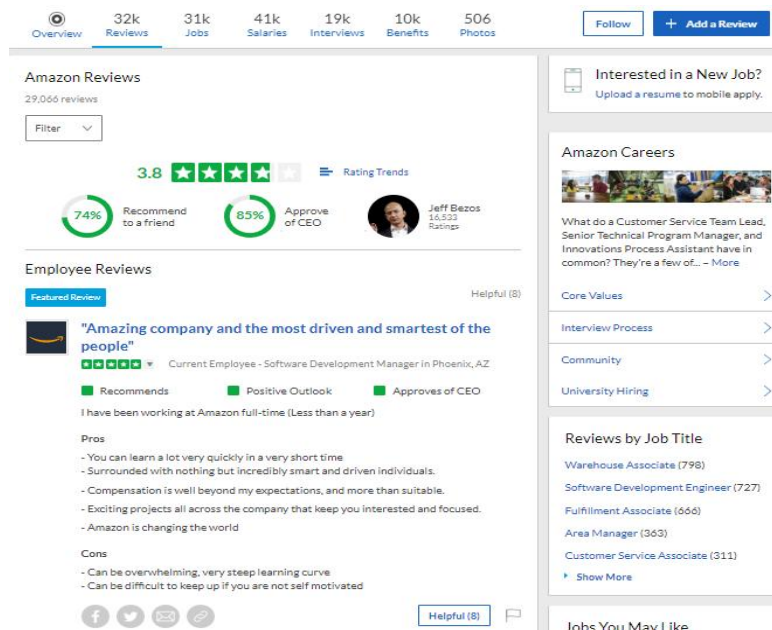 32k 31k 41k 19k 10k 506
Overview Reviews Jobs Salaries Interviews Benefits Photos
Follow
+ Add a Review
Amazon Reviews
29,066 reviews
Filter
3.8 Rating Trends
74% Recommend
to a friend
85% Approve
of CEO
Jeff Bezos
16,533
Ratings
Employee Reviews
Featured Review
Helpful (8)
"Amazing company and the most driven and smartest of the
people"
Current Employee - Software Development Manager in Phoenix, AZ
Recommends Positive Outlook Approves of CEO
I have been working at Amazon full-time (Less than a year)
Pros
- You can learn a lot very quickly in a very short time
- Surrounded with nothing but incredibly smart and driven individuals.
- Compensation is well beyond my expectations, and more than suitable.
- Exciting projects all across the company that keep you interested and focused.
- Amazon is changing the world
Cons
- Can be overwhelming, very steep learning curve
- Can be difficult to keep up if you are not self motivated
Helpful (8)
Interested in a New Job?
Upload a resume to mobile apply.
Amazon Careers
What do a Customer Service Team Lead,
Senior Technical Program Manager, and
Innovations Process Assistant have in
common? They're a few of... – More
Core Values
Interview Process
Community
University Hiring
Reviews by Job Title
Warehouse Associate (798)
Software Development Engineer (727)
Fulfillment Associate (666)
Area Manager (363)
Customer Service Associate (311)
Show More
Jobs You May Like